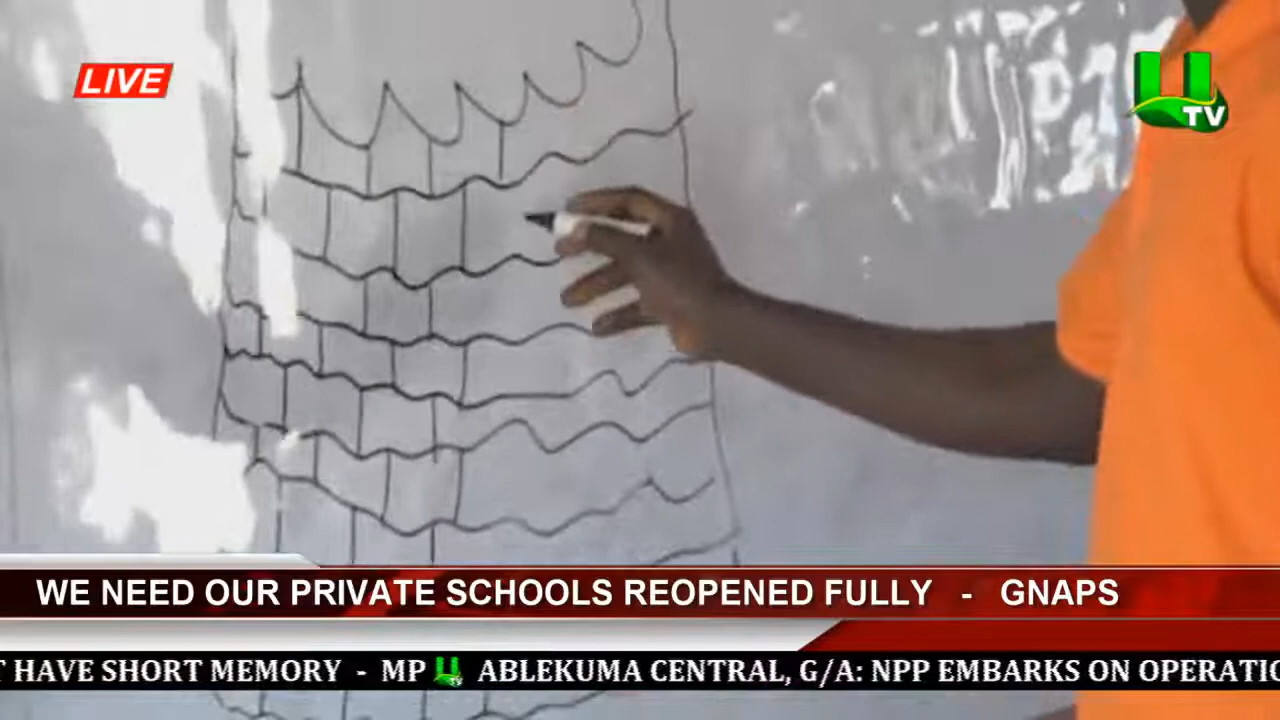 LIVE
U
TV
WE NEED OUR PRIVATE SCHOOLS REOPENED FULLY - GNAPS
T HAVE SHORT MEMORY - MP UTV ABLEKUMA CENTRAL, G/A: NPP EMBARKS ON OPERATIO